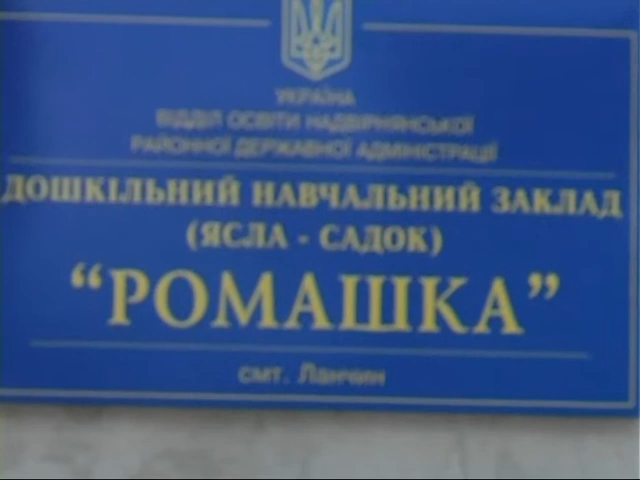 УКРАЇНА
ВІДДІЛ ОСВІТИ НАДВІРНЯНСЬКОЇ
РАЙОННОЇ ДЕРЖАВНОЇ АДМІНІСТРАЦІЇ
ДОШКІЛЬНИЙ НАВЧАЛЬНИЙ ЗАКЛАД
(ЯСЛА - САДОК)
“РОМАШКА”
смт. Ланчин